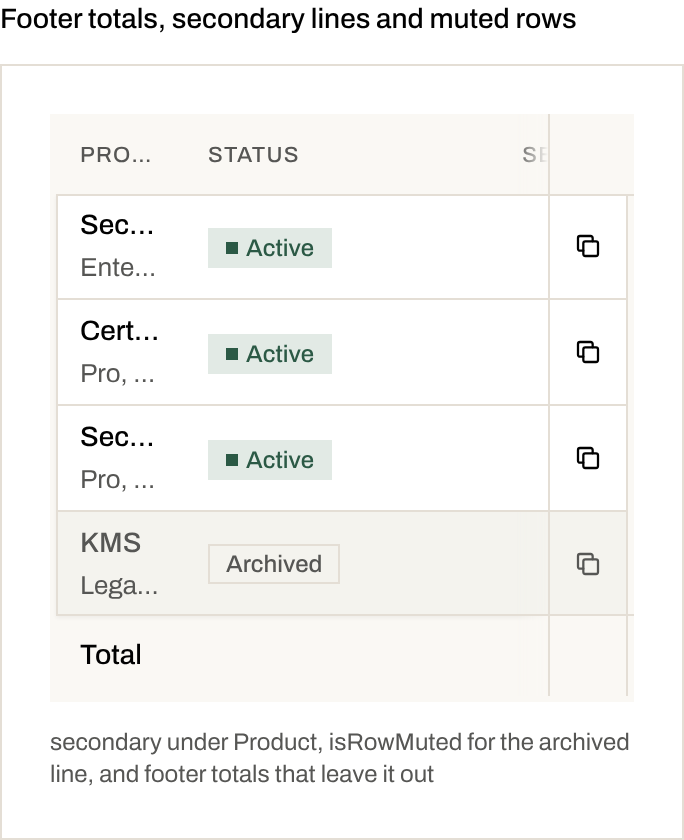 Footer totals, secondary lines and muted rows
PRO... STATUS SE
Sec...
Active
Ente...
Cert...
Active
Pro, ...
Sec...
Active
Pro, ...
KMS
Archived
Lega...
Total
secondary under Product, isRowMuted for the archived
line, and footer totals that leave it out